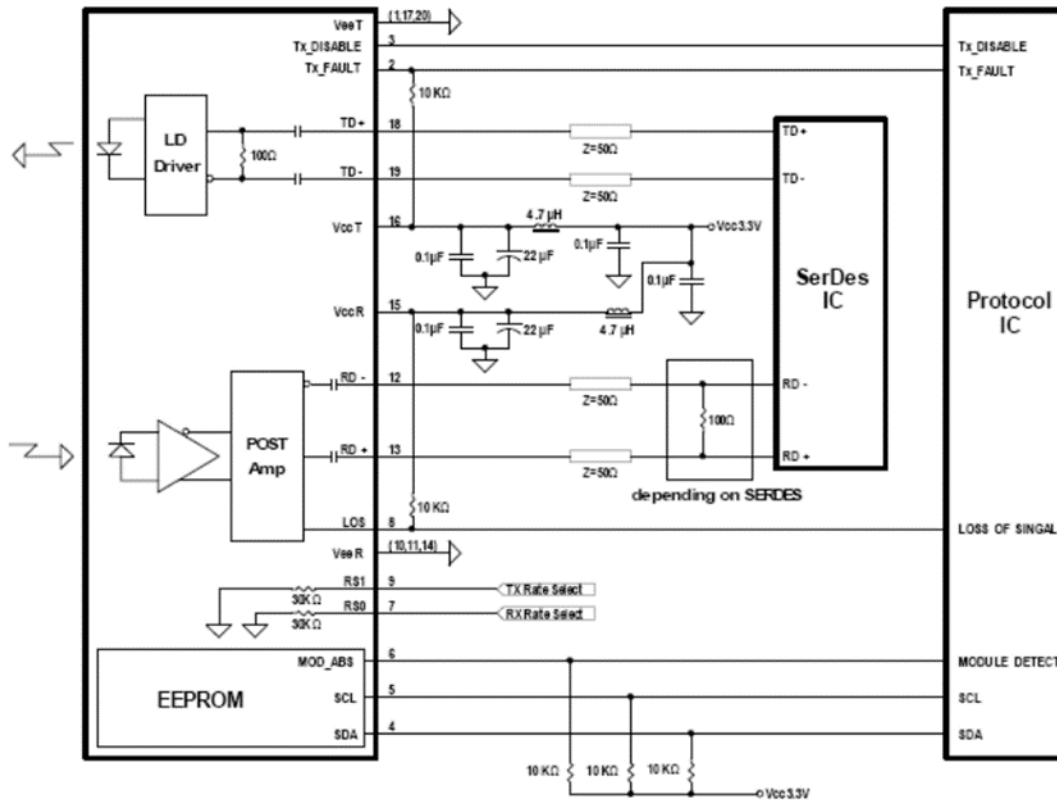 VeeT (1,17,20)
Tx_DISABLE 3 Tx_DISABLE
Tx_FAULT 2 Tx_FAULT
10 KΩ
LD
Driver
100Ω
TD+ 18 TD+
Z=50Ω
TD- 19 TD-
Z=50Ω
VccT 16 4.7 µH Vcc3.3V
0.1µF 22 µF 0.1µF
0.1µF
SerDes
IC
Protocol
IC
VccR 15
0.1µF 22 µF 4.7 µH
RD - 12 RD -
Z=50Ω
100Ω
POST
Amp
RD + 13 RD +
Z=50Ω
depending on SERDES
10 KΩ
LOS 8 LOSS OF SINGAL
VeeR (10,11,14)
RS1 9 TX Rate Select
30KΩ
RS0 7 RX Rate Select
30KΩ
MOD_ABS 6 MODULE DETECT
EEPROM
SCL 5 SCL
SDA 4 SDA
10 KΩ 10 KΩ 10 KΩ
Vcc3.3V